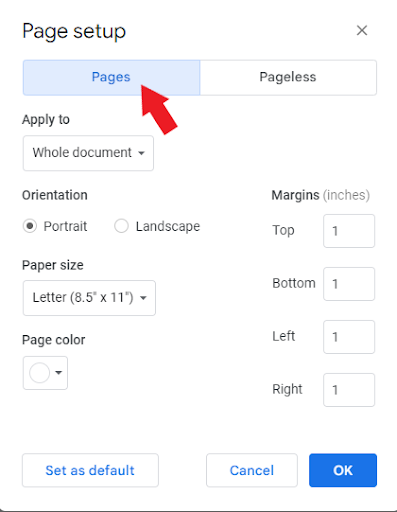 Page setup
Pages Pageless
Apply to
Whole document
Orientation
Portrait Landscape
Paper size
Letter (8.5" x 11")
Page color
Margins (inches)
Top 1
Bottom 1
Left 1
Right 1
Set as default Cancel OK